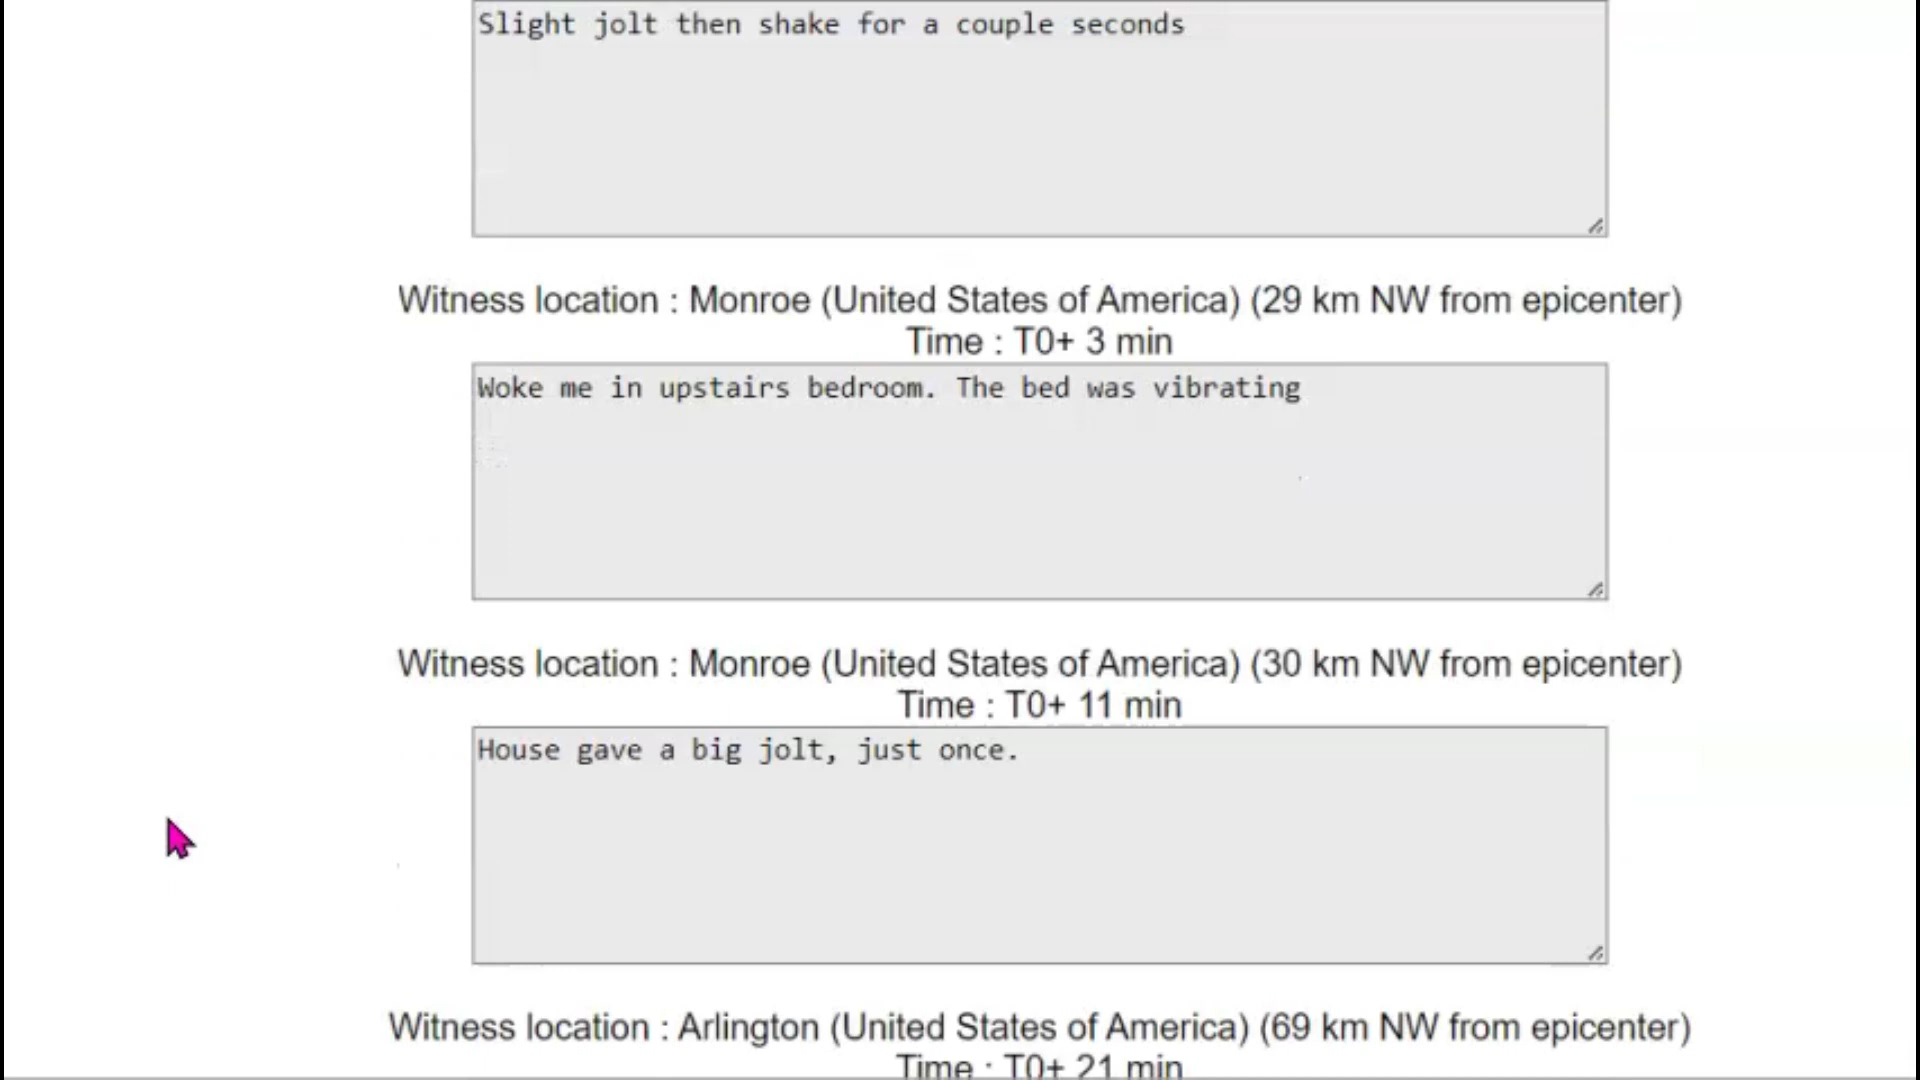 Slight jolt then shake for a couple seconds
Witness location : Monroe (United States of America) (29 km NW from epicenter)
Time : T0+ 3 min
Woke me in upstairs bedroom. The bed was vibrating
Witness location : Monroe (United States of America) (30 km NW from epicenter)
Time : T0+ 11 min
House gave a big jolt, just once.
Witness location : Arlington (United States of America) (69 km NW from epicenter)
Time : T0+ 21 min